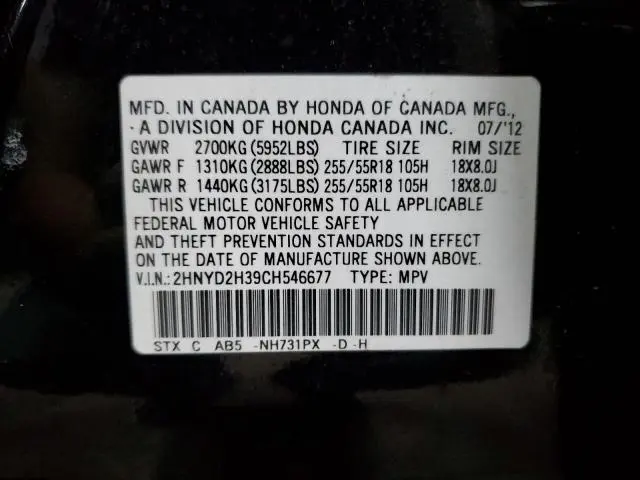 MFD. IN CANADA BY HONDA OF CANADA MFG.,
-A DIVISION OF HONDA CANADA INC. 07/'12
GVWR 2700KG(5952LBS) TIRE SIZE RIM SIZE
GAWR F 1310KG(2888LBS) 255/55R18 105H 18X8.0J
GAWR R 1440KG(3175LBS) 255/55R18 105H 18X8.0J
THIS VEHICLE CONFORMS TO ALL APPLICABLE
FEDERAL MOTOR VEHICLE SAFETY
AND THEFT PREVENTION STANDARDS IN EFFECT
ON THE DATE OF MANUFACTURE SHOWN ABOVE.
V.I.N.:2HNYD2H39CH546677 TYPE: MPV
STX C AB5 -NH731PX -D -H